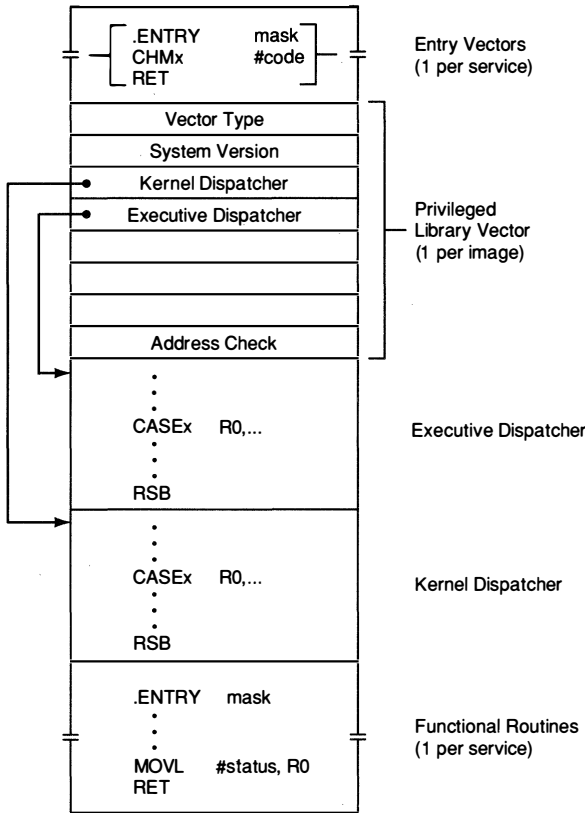 .ENTRY mask
CHMx #code
RET
Entry Vectors
(1 per service)
Vector Type
System Version
Kernel Dispatcher
Executive Dispatcher
Privileged
Library Vector
(1 per image)
Address Check
CASEx R0,...
RSB
Executive Dispatcher
CASEx R0,...
RSB
Kernel Dispatcher
.ENTRY mask
MOVL #status, R0
RET
Functional Routines
(1 per service)